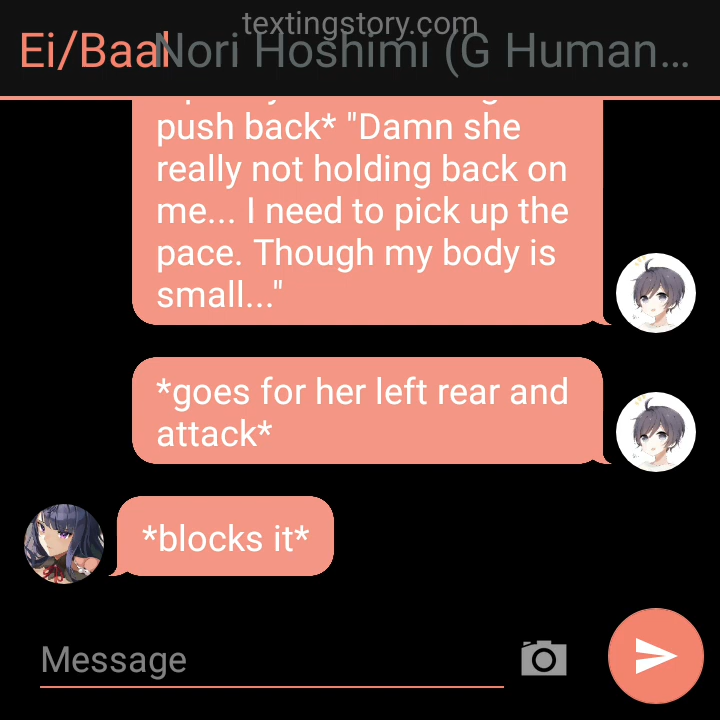 textingstory.com
Ei/Baal
Nori Hoshimi (G Human...
push back* "Damn she
really not holding back on
me... I need to pick up the
pace. Though my body is
small..."
*goes for her left rear and
attack*
*blocks it*
Message